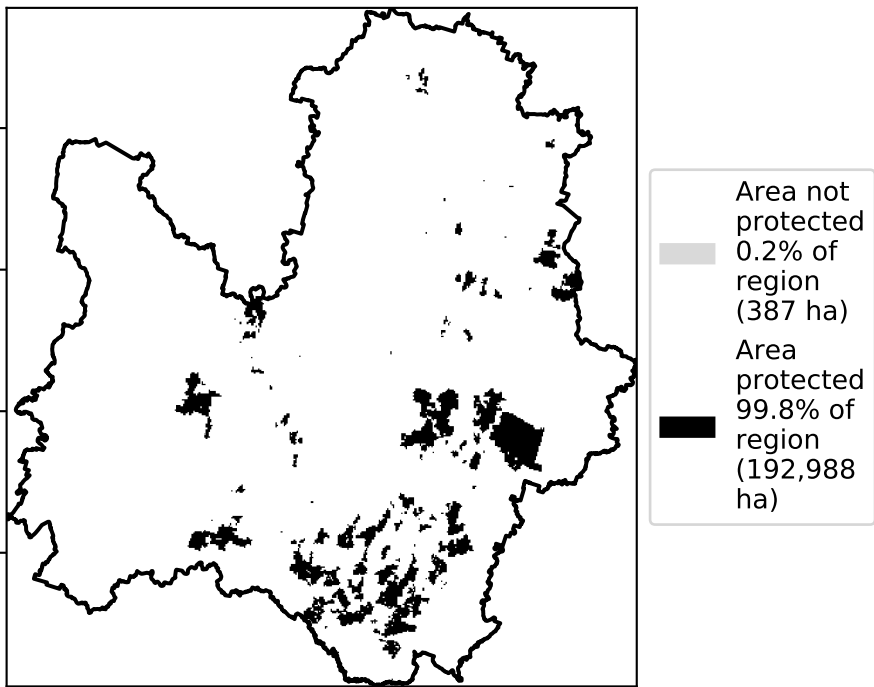 Area not
protected
0.2% of
region
(387 ha)
Area
protected
99.8% of
region
(192,988
ha)